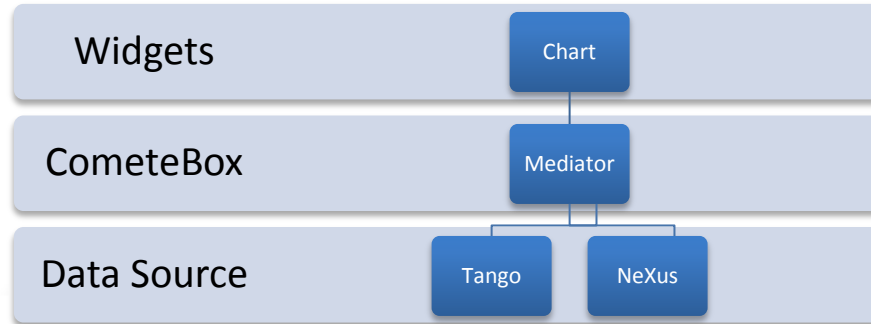 Widgets
Chart
CometeBox
Mediator
Data Source
Tango
NeXus